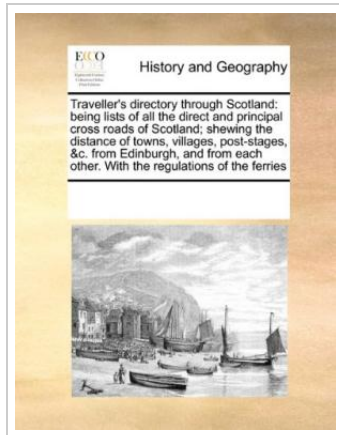 ECCO
History and Geography
Traveller's directory through Scotland:
being lists of all the direct and principal
cross roads of Scotland; shewing the
distance of towns, villages, post-stages,
&c. from Edinburgh, and from each
other. With the regulations of the ferries